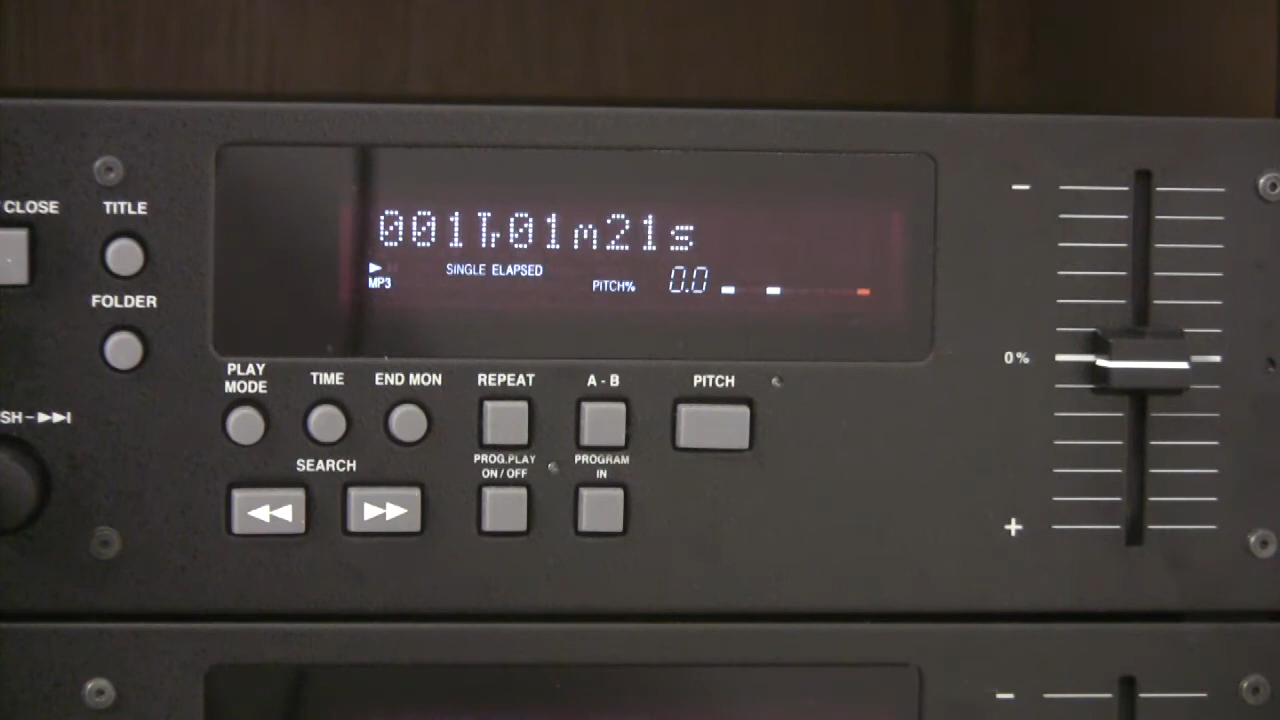 CLOSE
TITLE
FOLDER
SH-▶▶I
001Tr01m21s
▶
MP3
SINGLE ELAPSED
PITCH%
0.0
PLAY
MODE
TIME
END MON
REPEAT
A - B
PITCH
SEARCH
PROG.PLAY
ON / OFF
PROGRAM
IN
−
0%
+
−